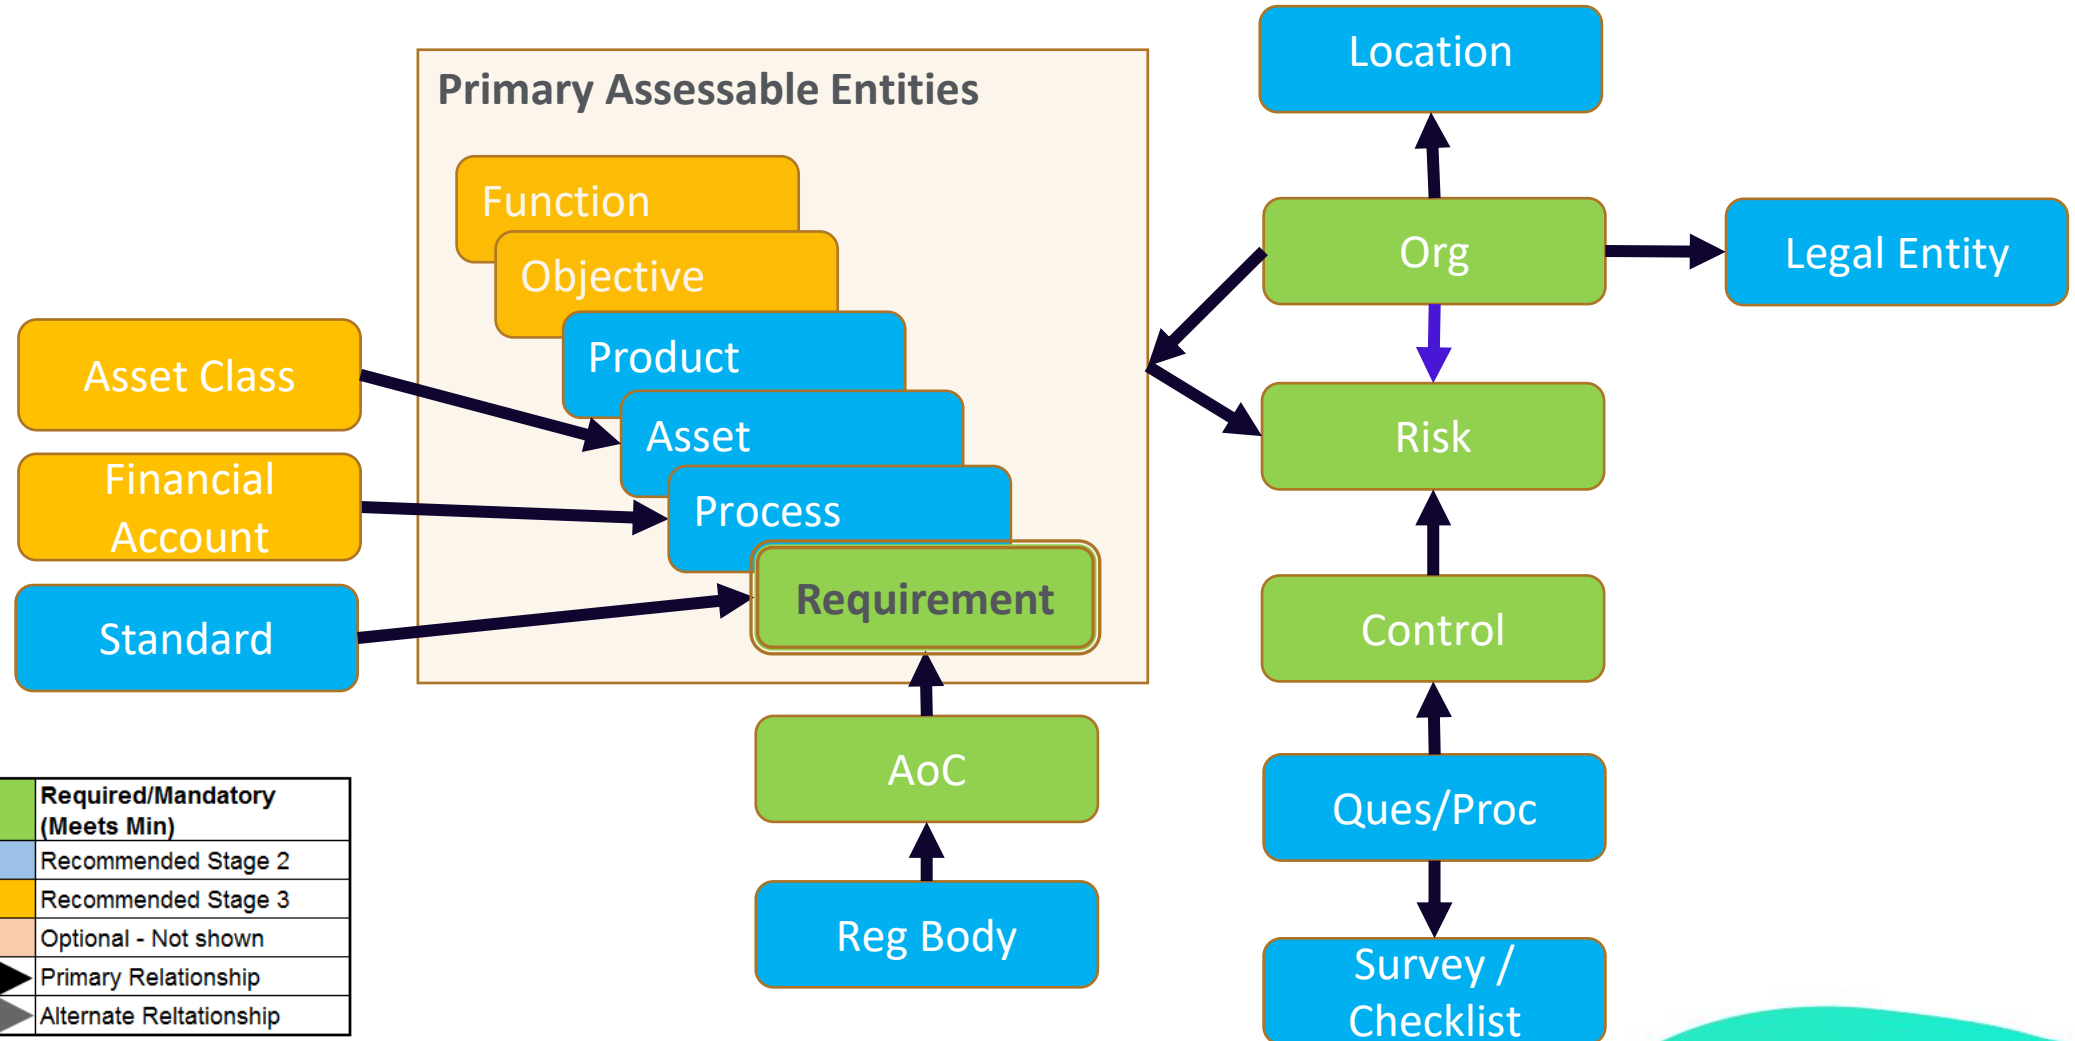 Primary Assessable Entities
Function
Objective
Product
Asset
Process
Requirement
Asset Class
Financial
Account
Standard
AoC
Reg Body
Location
Org
Legal Entity
Risk
Control
Ques/Proc
Survey /
Checklist
Required/Mandatory
(Meets Min)
Recommended Stage 2
Recommended Stage 3
Optional - Not shown
Primary Relationship
Alternate Reltationship